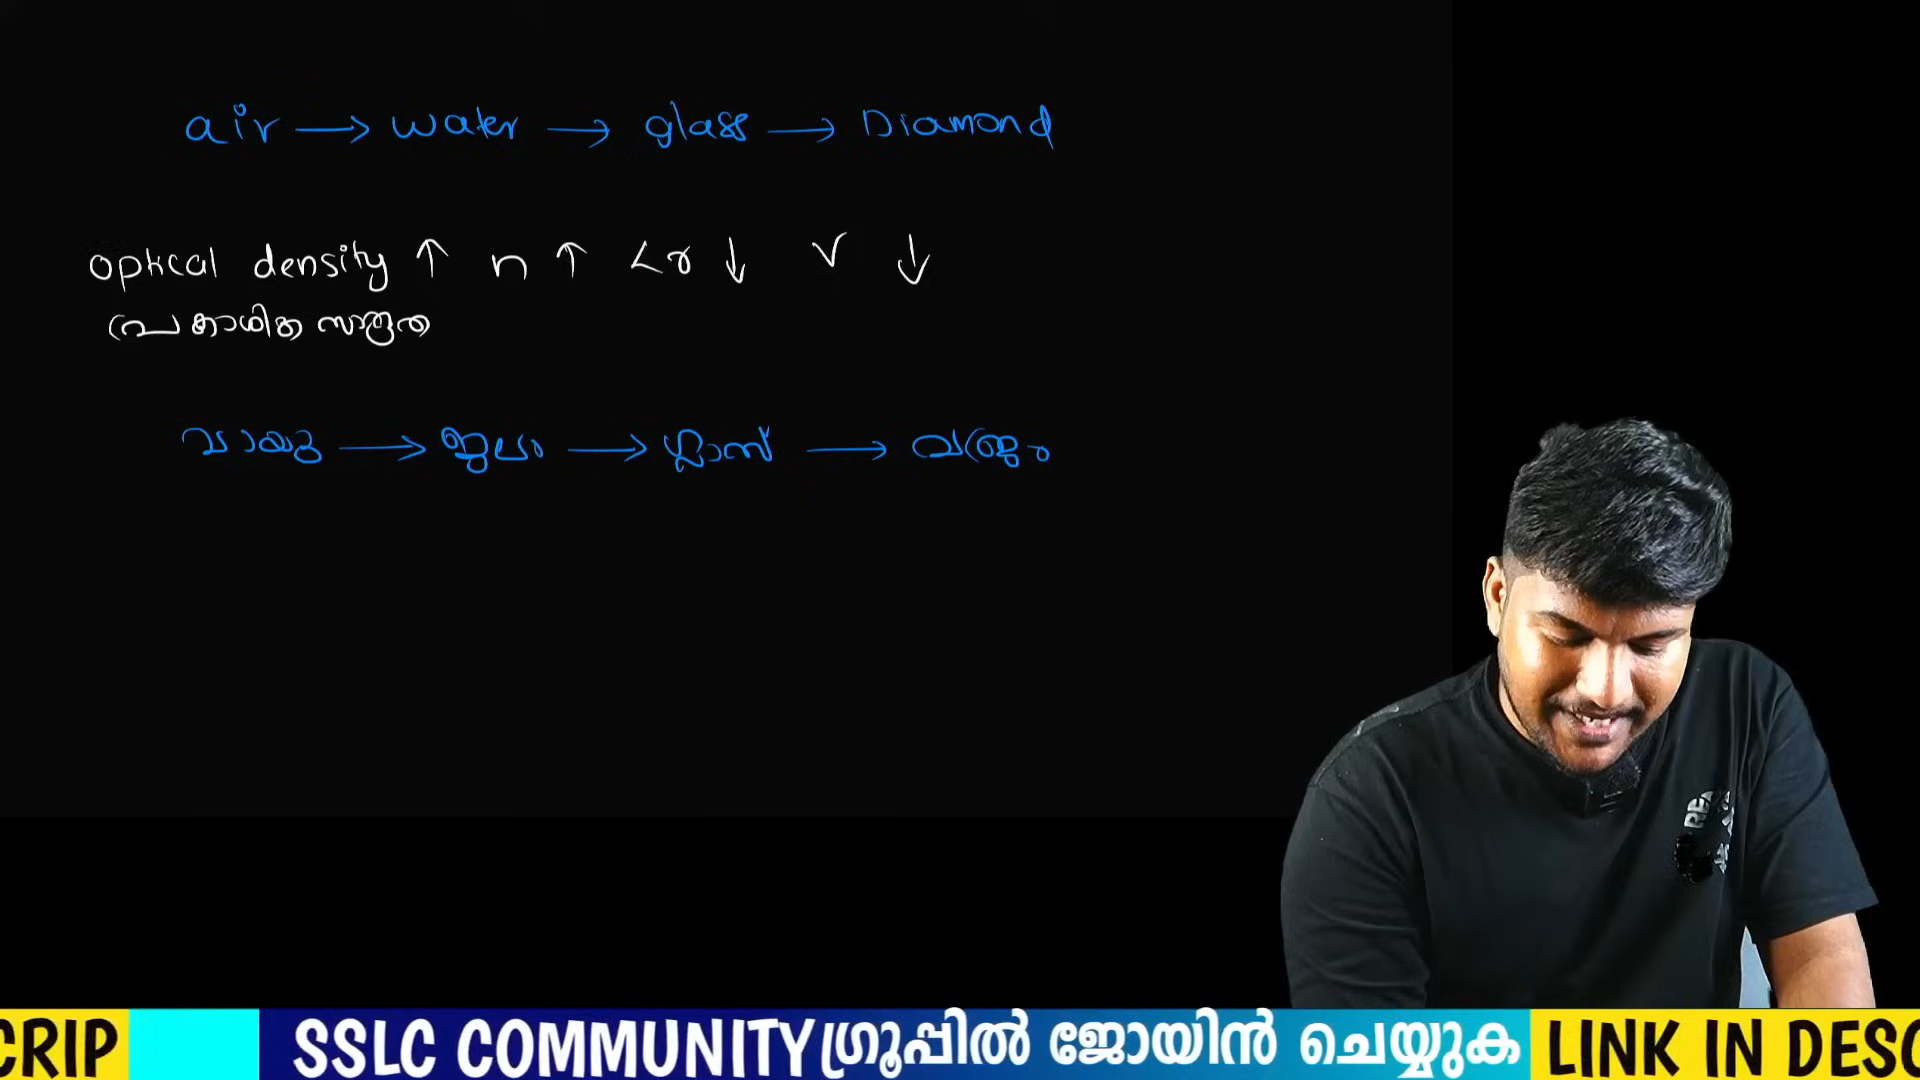 air → water → glass → Diamond
optical density ↑ n ↑ <r ↓ v ↓
പ്രകാശിക സാന്ദ്രത
വായു → ജലം → ഗ്ലാസ് → വജ്രം
CRIP SSLC COMMUNITY ഗ്രൂപ്പിൽ ജോയിൻ ചെയ്യുക LINK IN DESC